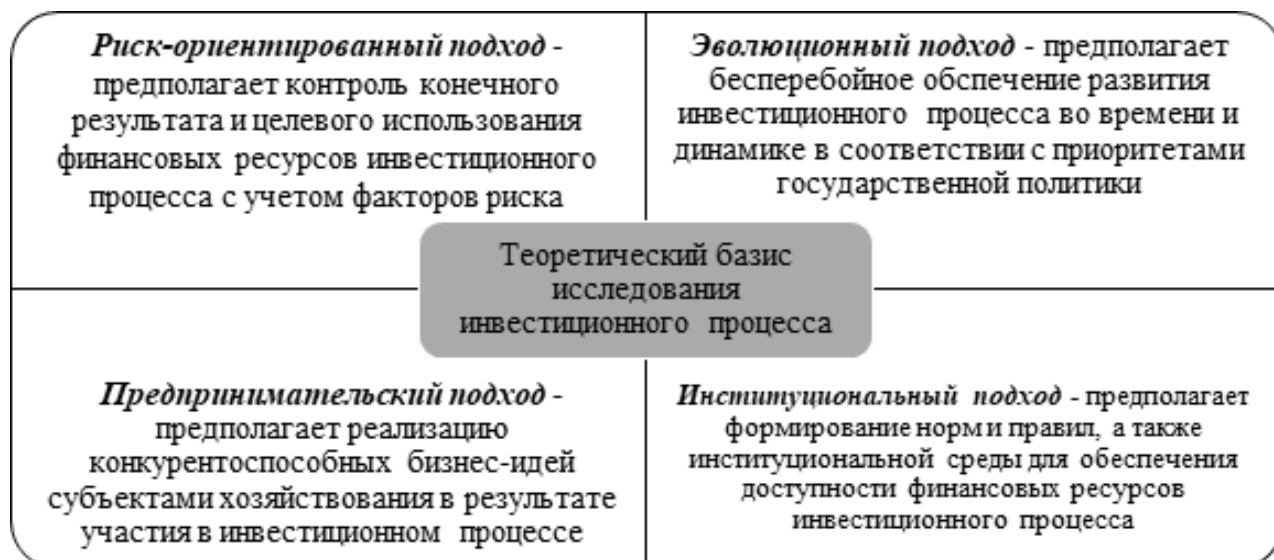 Риск-ориентированный подход -
предполагает контроль конечного
результата и целевого использования
финансовых ресурсов инвестиционного
процесса с учетом факторов риска
Эволюционный подход - предполагает
бесперебойное обспечение развития
инвестиционного процесса во времени и
динамике в соответствии с приоритетами
государственной политики
Теоретический базис
исследования
инвестиционного процесса
Предпринимательский подход -
предполагает реализацию
конкурентоспособных бизнес-идей
субъектами хозяйствования в результате
участия в инвестиционном процессе
Институциональный подход - предполагает
формирование норм и правил, а также
институциональной среды для обеспечения
доступности финансовых ресурсов
инвестиционного процесса